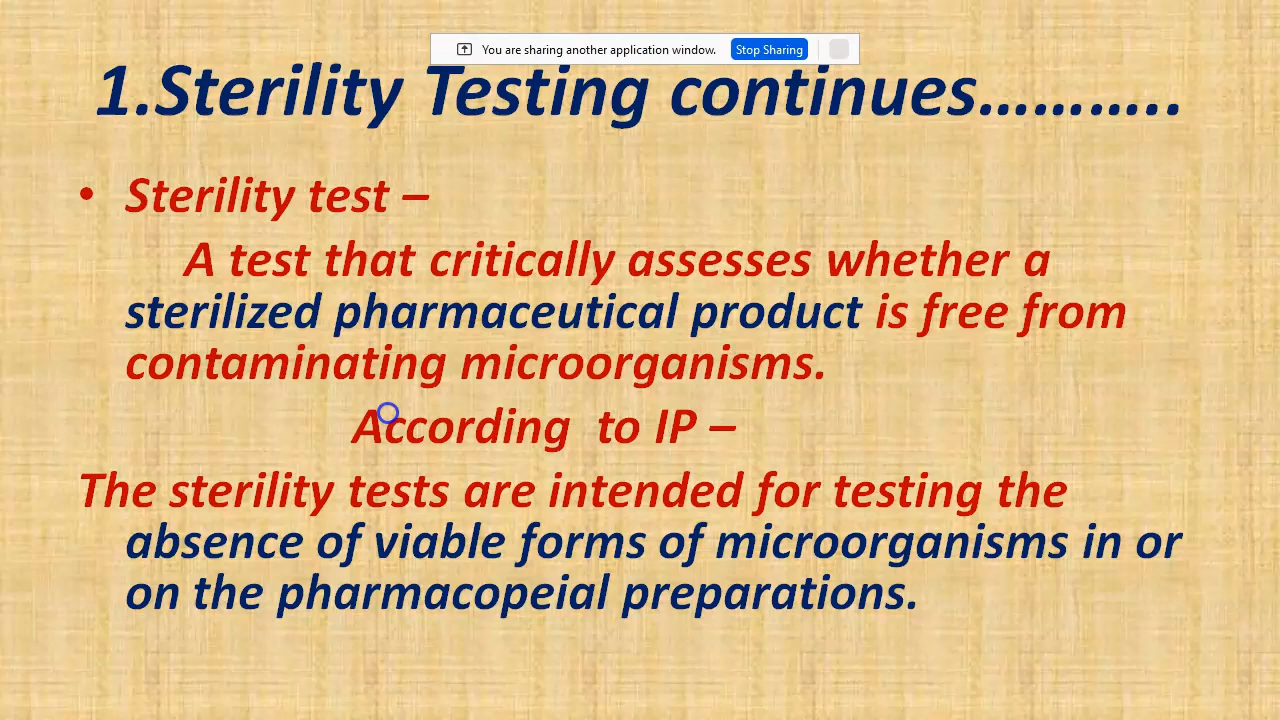 You are sharing another application window. Stop Sharing
1.Sterility Testing continues………..
• Sterility test –
A test that critically assesses whether a
sterilized pharmaceutical product is free from
contaminating microorganisms.
According to IP –
The sterility tests are intended for testing the
absence of viable forms of microorganisms in or
on the pharmacopeial preparations.